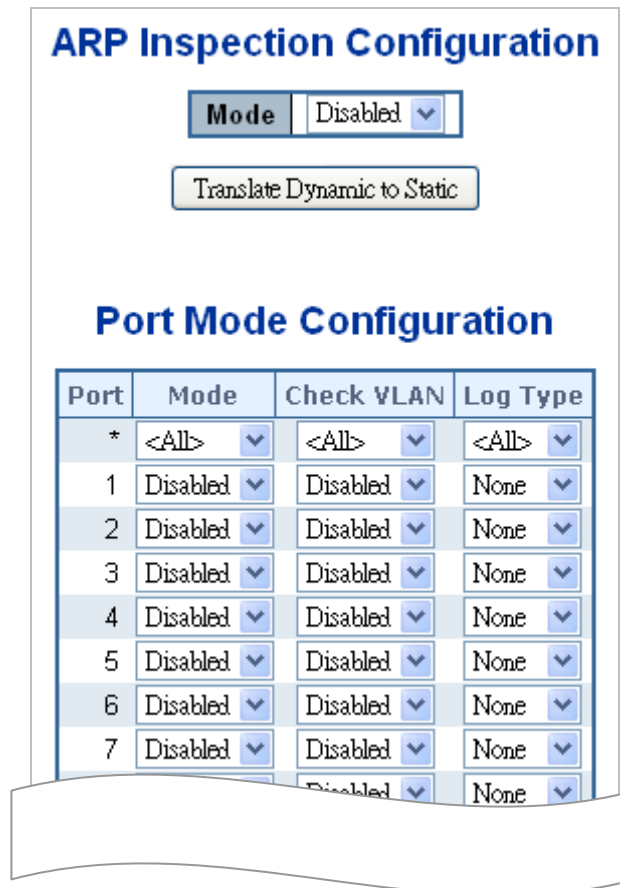 ARP Inspection Configuration
Mode Disabled
Translate Dynamic to Static
Port Mode Configuration
Port Mode Check VLAN Log Type
* <All> <All> <All>
1 Disabled Disabled None
2 Disabled Disabled None
3 Disabled Disabled None
4 Disabled Disabled None
5 Disabled Disabled None
6 Disabled Disabled None
7 Disabled Disabled None
Disabled None